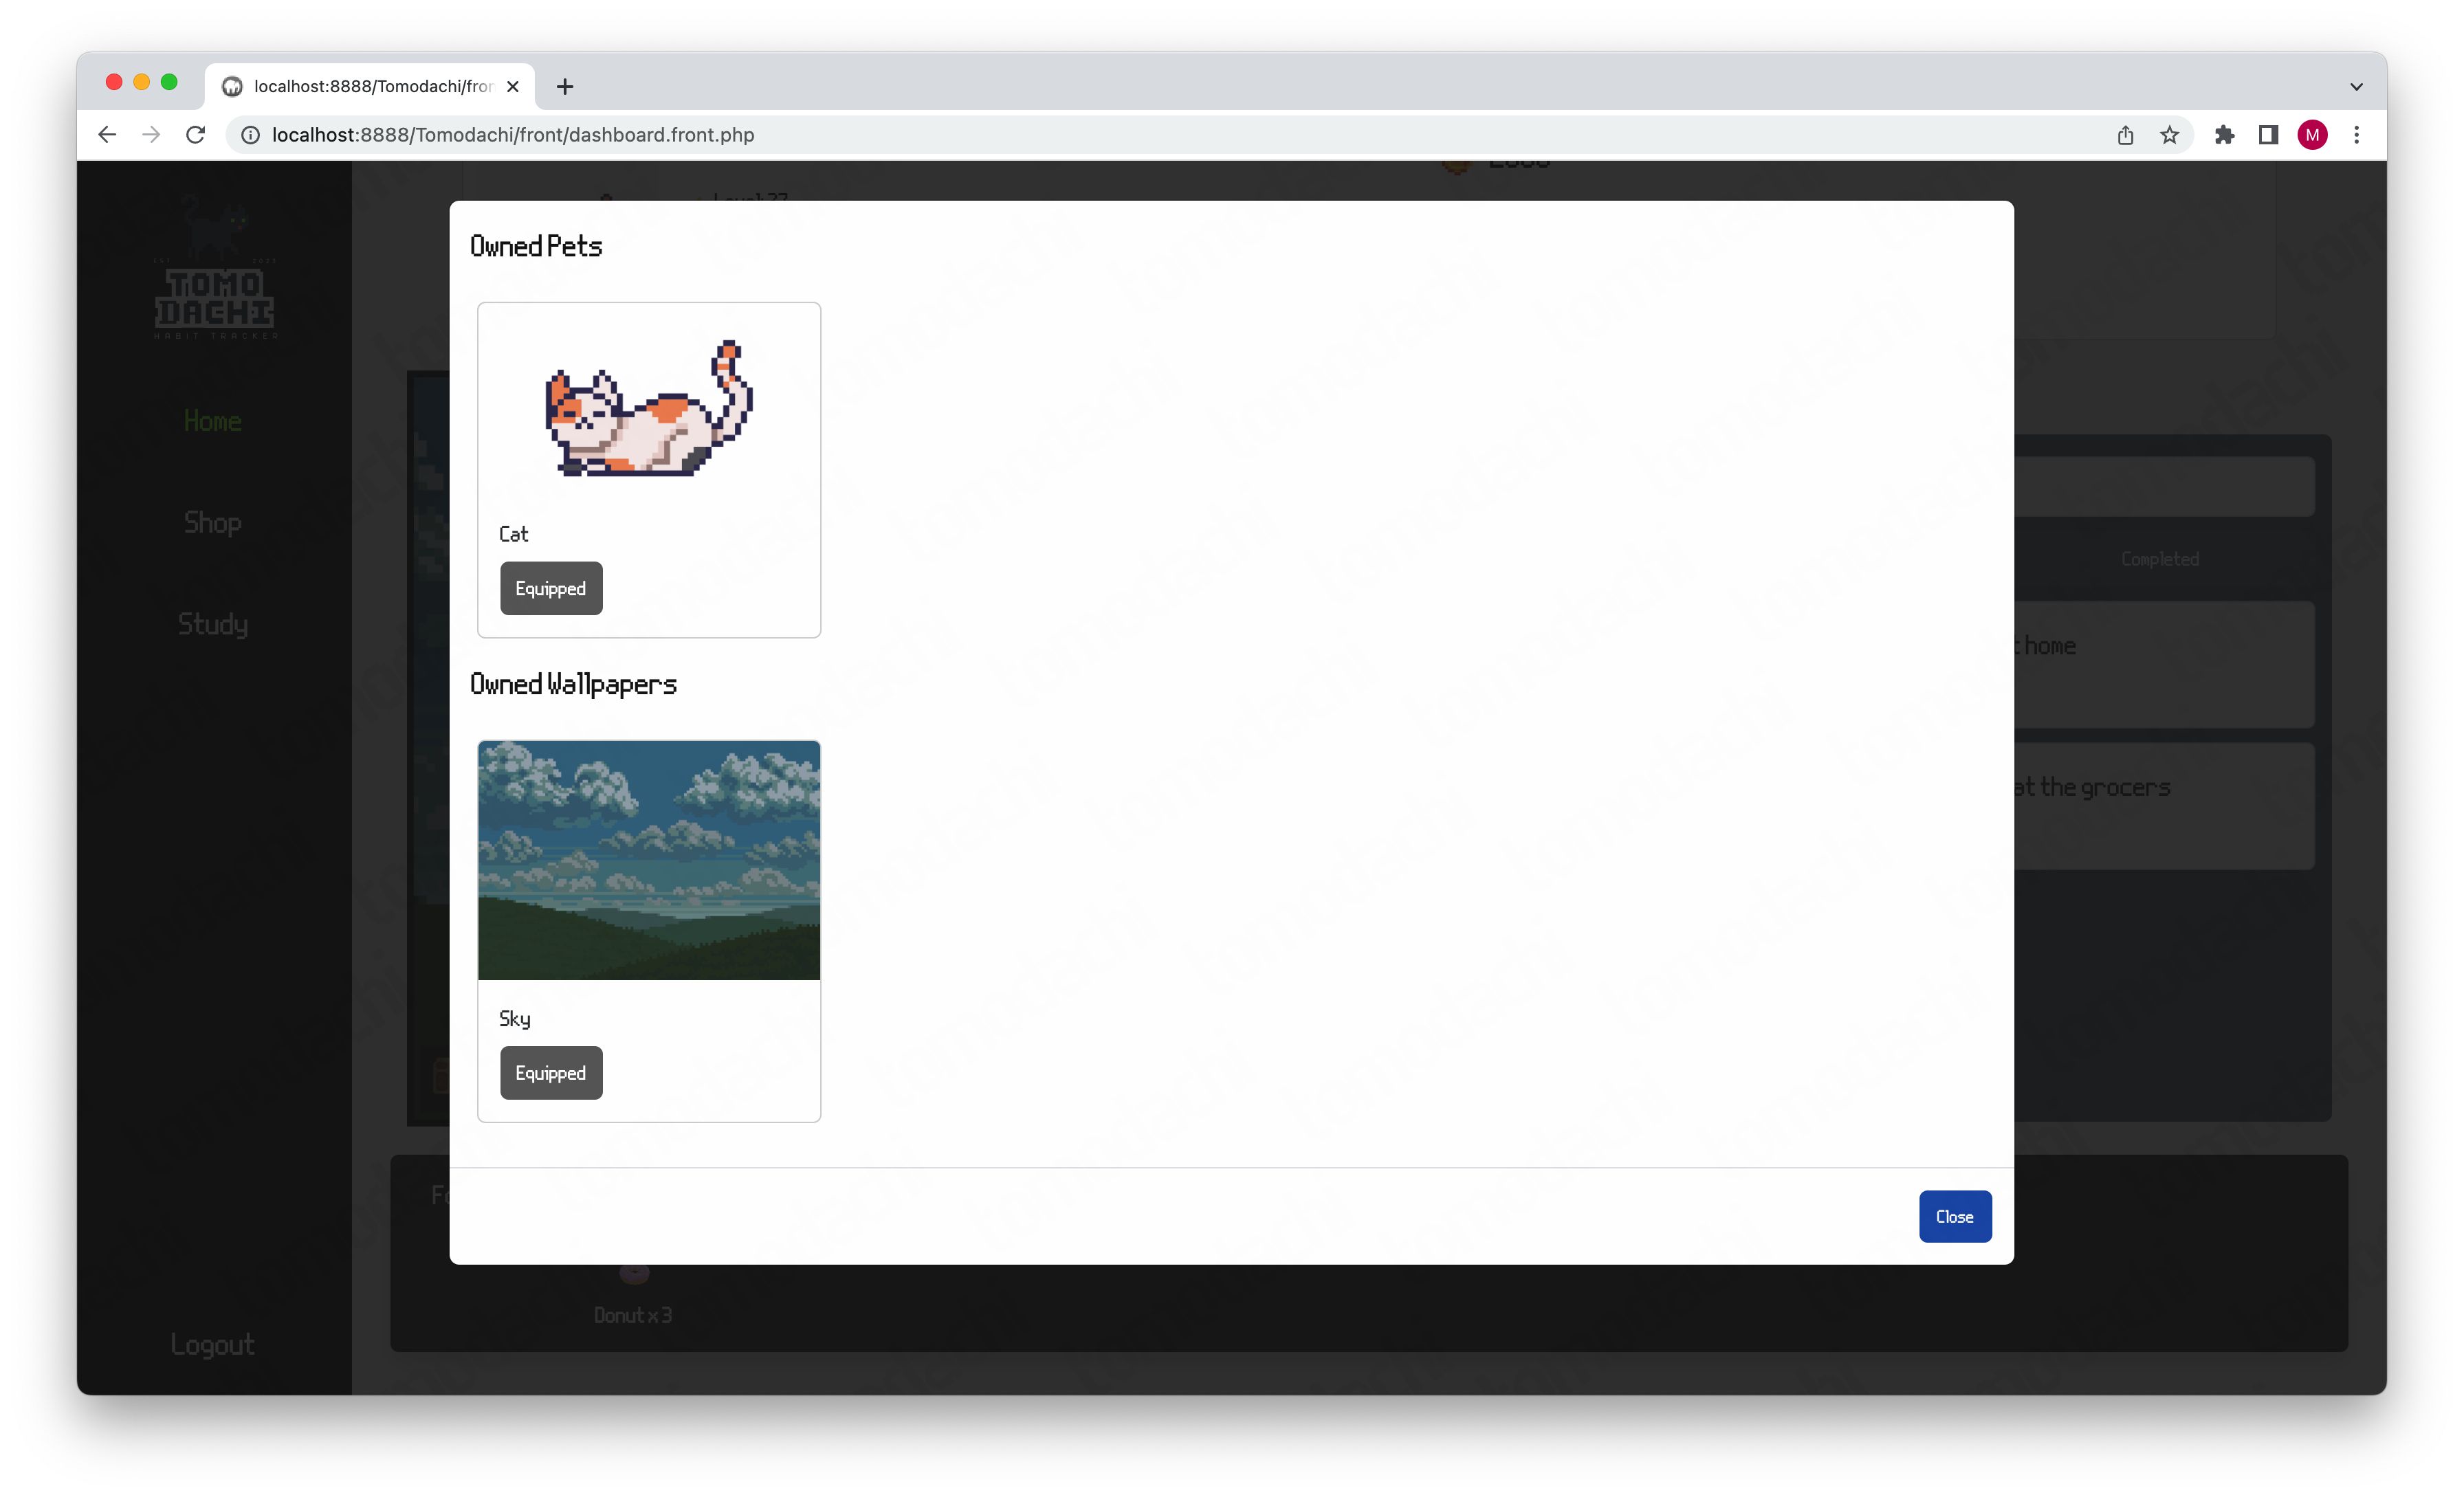 localhost:8888/Tomodachi/fron
localhost:8888/Tomodachi/front/dashboard.front.php
M
TOMO
DACHI
HABIT TRACKER
Home
Shop
Study
Logout
Owned Pets
Cat
Equipped
Owned Wallpapers
Sky
Equipped
Close
Completed
t home
at the grocers
Donut x 3